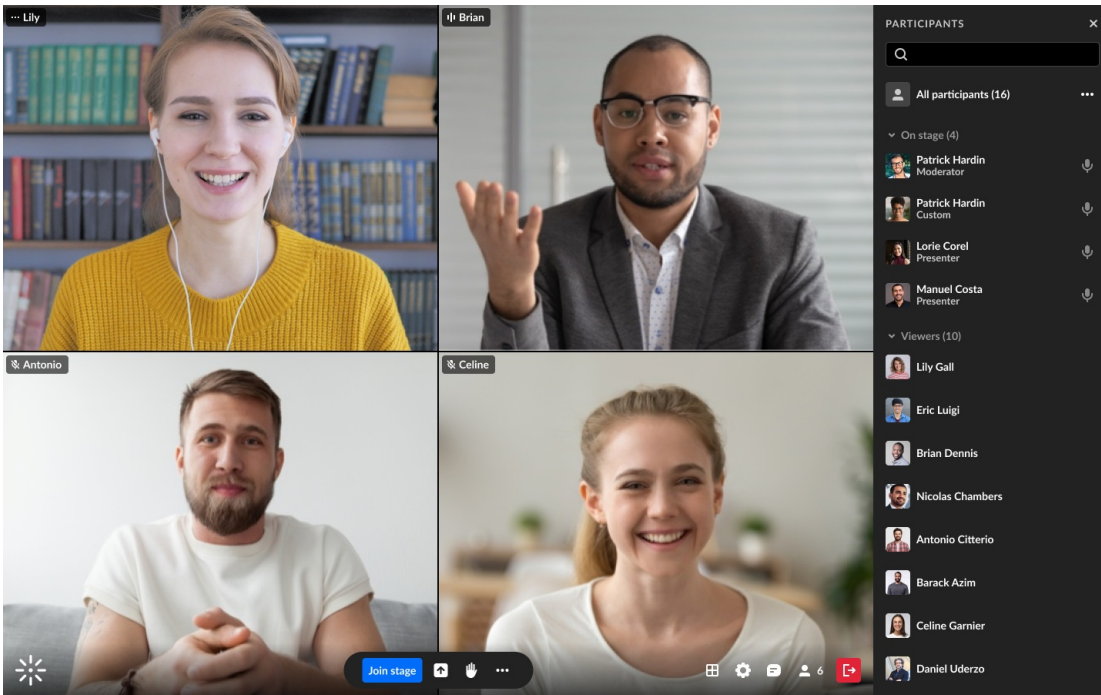 Lily
Brian
Antonio
Celine
Join stage
6
PARTICIPANTS
All participants (16)
On stage (4)
Patrick Hardin
Moderator
Patrick Hardin
Custom
Lorie Corel
Presenter
Manuel Costa
Presenter
Viewers (10)
Lily Gall
Eric Luigi
Brian Dennis
Nicolas Chambers
Antonio Citterio
Barack Azim
Celine Garnier
Daniel Uderzo